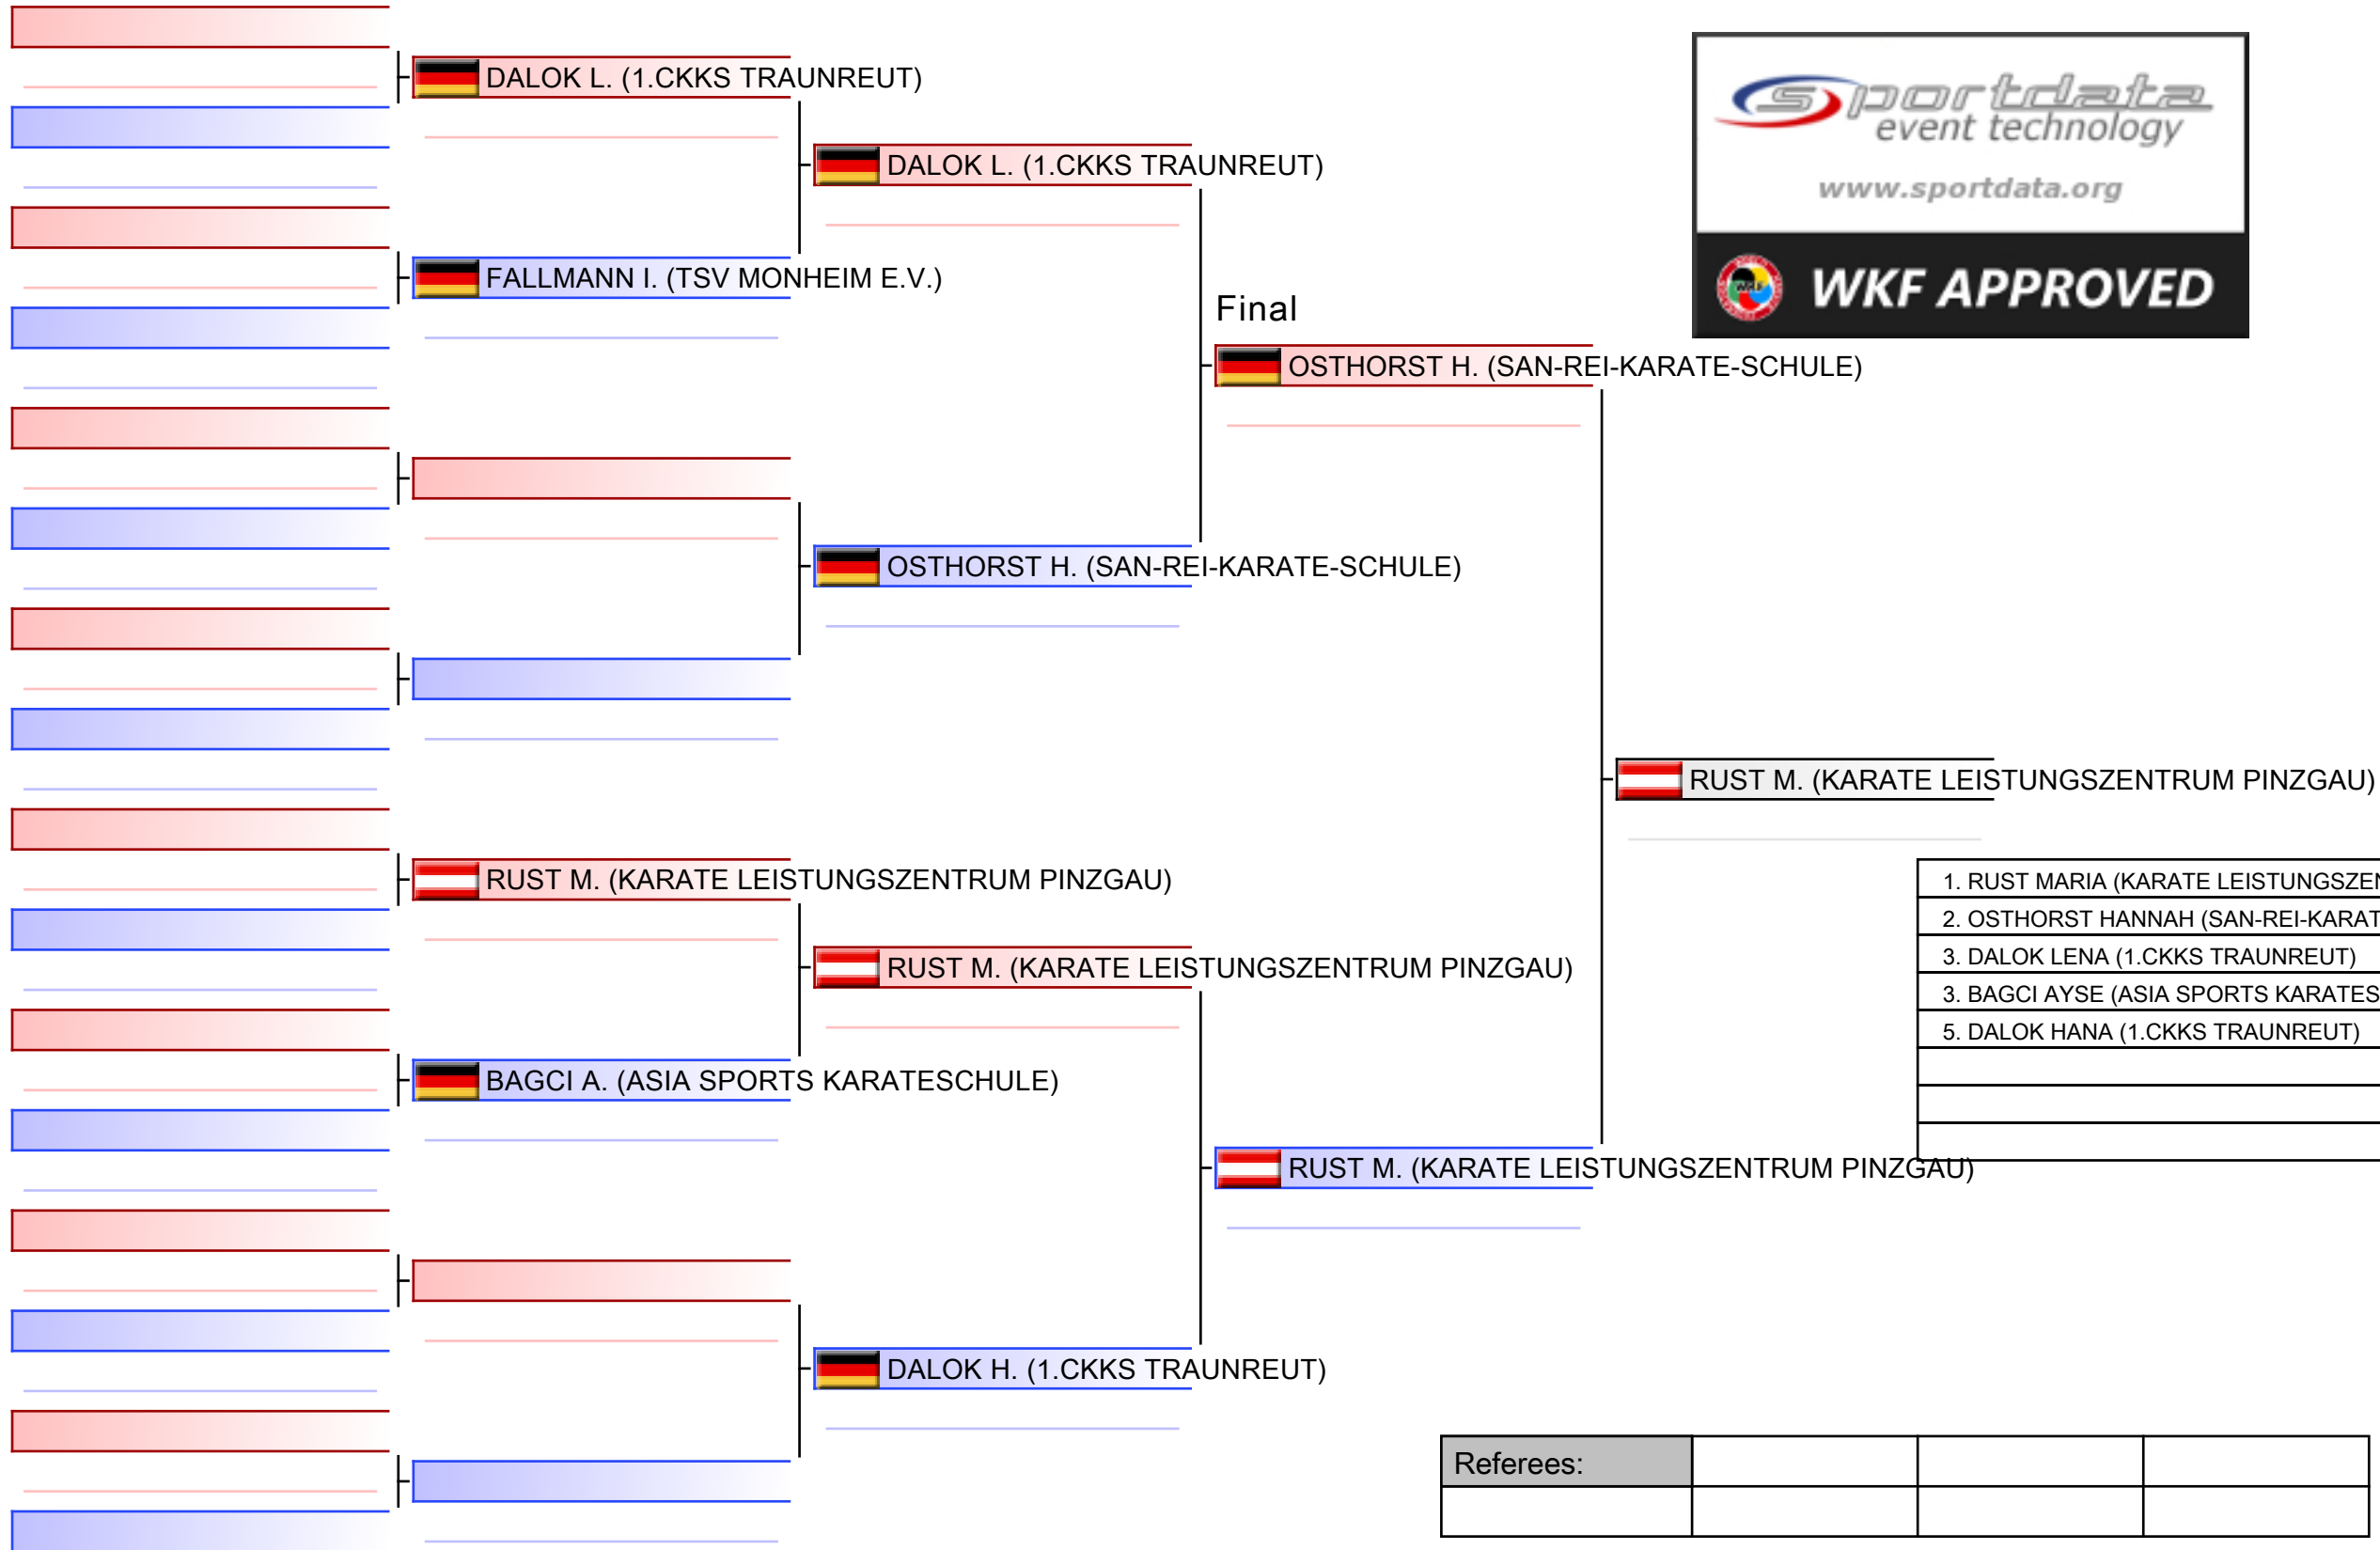 DALOK L. (1.CKKS TRAUNREUT)
FALLMANN I. (TSV MONHEIM E.V.)
RUST M. (KARATE LEISTUNGSZENTRUM PINZGAU)
BAGCI A. (ASIA SPORTS KARATESCHULE)
DALOK L. (1.CKKS TRAUNREUT)
OSTHORST H. (SAN-REI-KARATE-SCHULE)
RUST M. (KARATE LEISTUNGSZENTRUM PINZGAU)
DALOK H. (1.CKKS TRAUNREUT)
Final
OSTHORST H. (SAN-REI-KARATE-SCHULE)
RUST M. (KARATE LEISTUNGSZENTRUM PINZGAU)
RUST M. (KARATE LEISTUNGSZENTRUM PINZGAU)
sportdata
event technology
www.sportdata.org
WKF APPROVED
1. RUST MARIA (KARATE LEISTUNGSZEN
2. OSTHORST HANNAH (SAN-REI-KARAT
3. DALOK LENA (1.CKKS TRAUNREUT)
3. BAGCI AYSE (ASIA SPORTS KARATES
5. DALOK HANA (1.CKKS TRAUNREUT)
Referees: